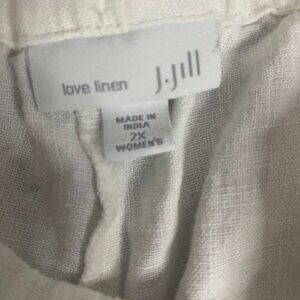 love linen J.Jill
MADE IN
INDIA
2X
WOMEN'S